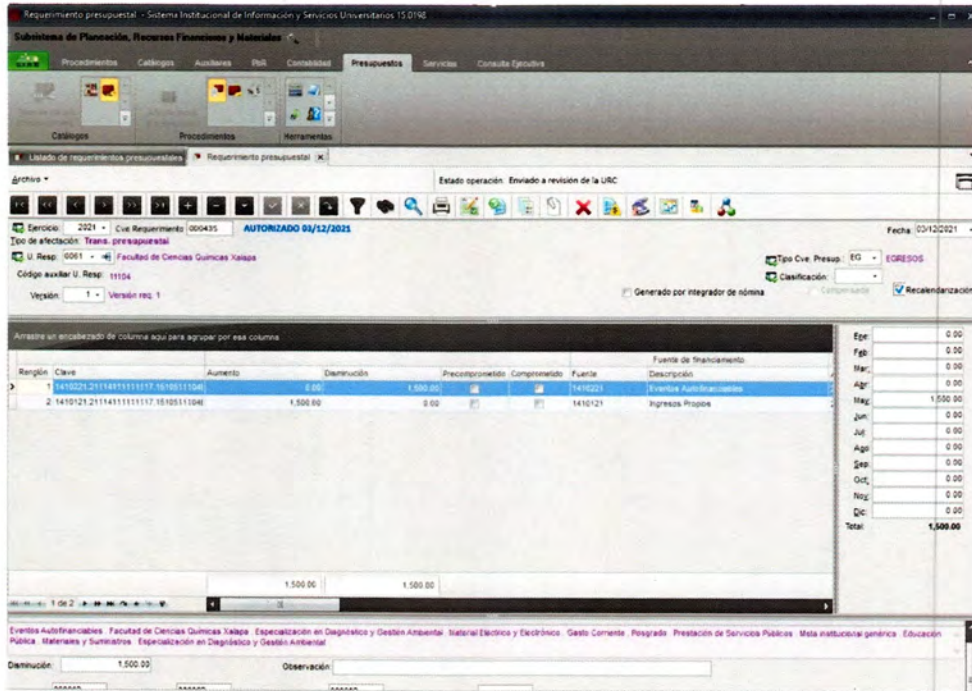 Requerimiento presupuestal - Sistema Institucional de Información y Servicios Universitarios 15.0198
Subsistema de Planeación, Recursos Financieros y Materiales
Procedimientos Catálogos Auxiliares PbR Contabilidad Presupuestos Servicios Consulta Ejecutiva
Catálogos Procedimientos Herramientas
Listado de requerimientos presupuestales Requerimiento presupuestal
Archivo Estado operación: Enviado a revisión de la URC
Ejercicio: 2021 Cve Requerimiento 000435 AUTORIZADO 03/12/2021 Fecha: 03/12/2021
Tipo de afectación: Trans. presupuestal
U. Resp: 0061 Facultad de Ciencias Químicas Xalapa Tipo Cve. Presup.: EG EGRESOS
Código auxiliar U. Resp: 11104 Clasificación:
Versión: 1 Versión req. 1 Generado por integrador de nómina Compensada Recalendarización
Arrastre un encabezado de columna aquí para agrupar por esa columna
Fuente de financiamiento
Renglón Clave Aumento Disminución Precomprometido Comprometido Fuente Descripción
1 1410221.21114111111117.1510511104 0.00 1,500.00 1410221 Eventos Autofinanciables
2 1410121.21114111111117.1510511104 1,500.00 0.00 1410121 Ingresos Propios
1,500.00 1,500.00
1 de 2
Ene: 0.00
Feb: 0.00
Mar: 0.00
Abr: 0.00
May: 1,500.00
Jun: 0.00
Jul: 0.00
Ago: 0.00
Sep: 0.00
Oct: 0.00
Nov: 0.00
Dic: 0.00
Total: 1,500.00
Eventos Autofinanciables . Facultad de Ciencias Químicas Xalapa . Especialización en Diagnóstico y Gestión Ambiental . Material Eléctrico y Electrónico . Gasto Corriente . Posgrado . Prestación de Servicios Públicos . Meta institucional genérica . Educación
Pública . Materiales y Suministros . Especialización en Diagnóstico y Gestión Ambiental
Disminución: 1,500.00 Observación: